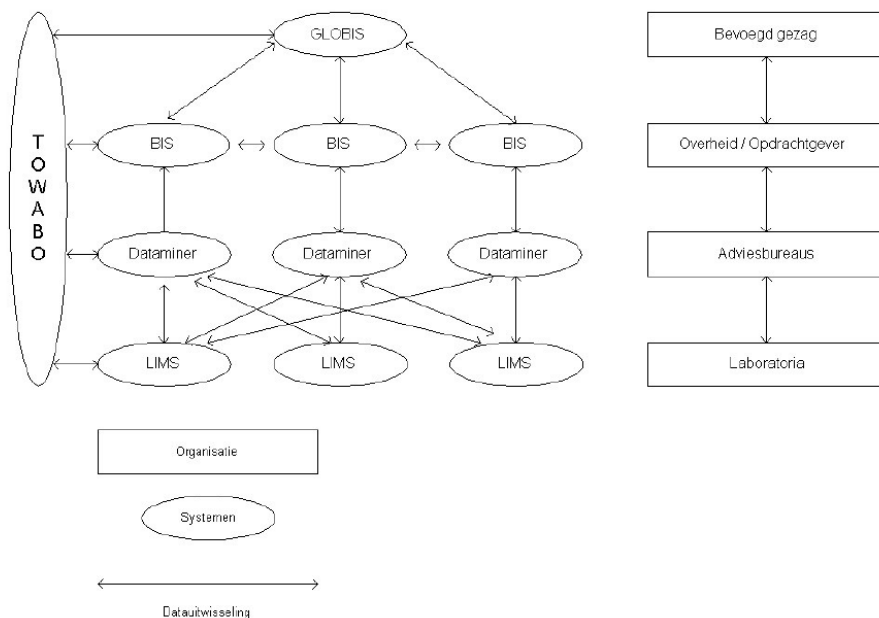 GLOBIS
Bevoegd gezag
TOWABO
BIS
BIS
BIS
Overheid / Opdrachtgever
Dataminer
Dataminer
Dataminer
Adviesbureaus
LIMS
LIMS
LIMS
Laboratoria
Organisatie
Systemen
Datauitwisseling